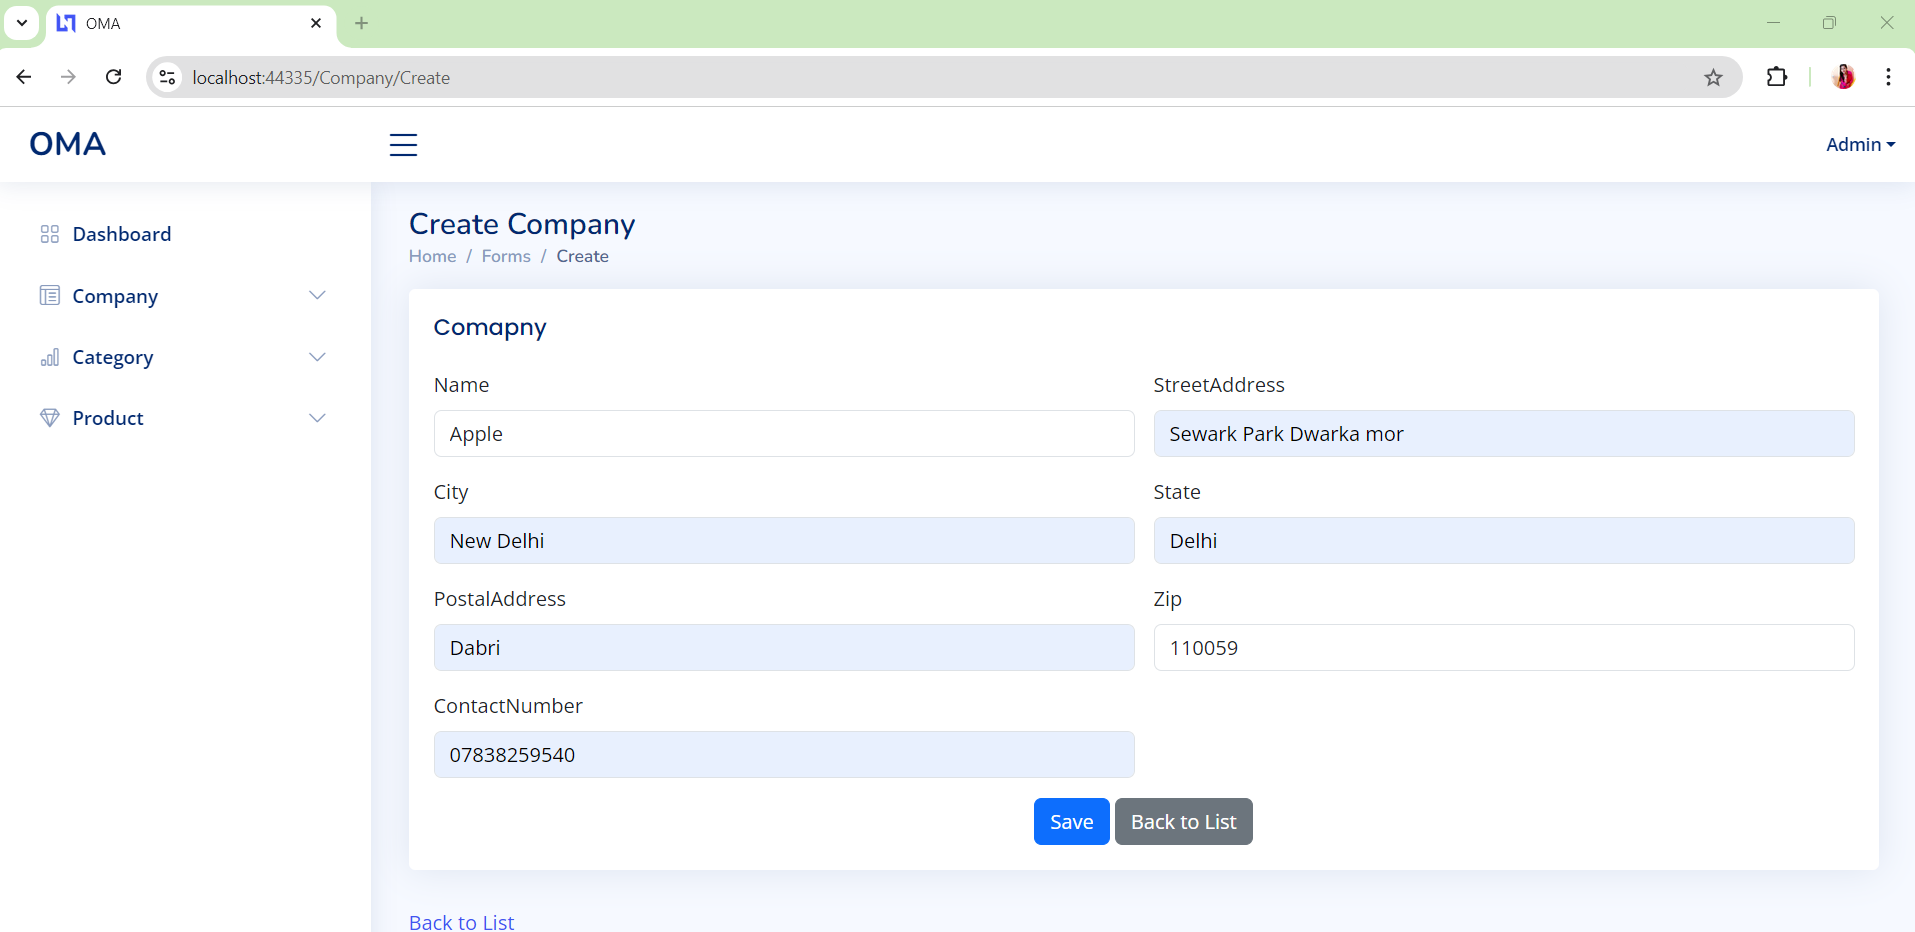 OMA
localhost:44335/Company/Create
OMA
Admin
Dashboard
Company
Category
Product
Create Company
Home / Forms / Create
Comapny
Name
StreetAddress
Apple
Sewark Park Dwarka mor
City
State
New Delhi
Delhi
PostalAddress
Zip
Dabri
110059
ContactNumber
07838259540
Save
Back to List
Back to List